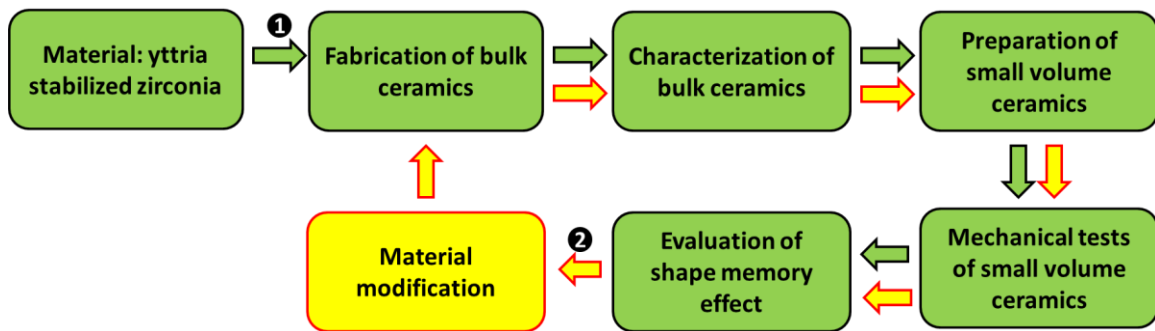 Material: yttria
stabilized zirconia
❶
Fabrication of bulk
ceramics
Characterization of
bulk ceramics
Preparation of
small volume
ceramics
Mechanical tests
of small volume
ceramics
Evaluation of
shape memory
effect
❷
Material
modification